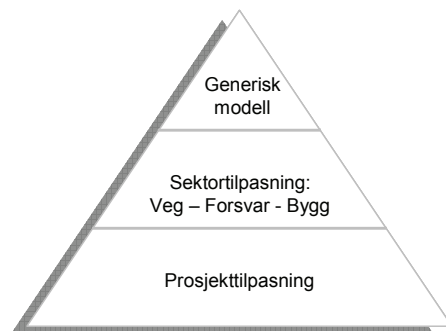 Generisk
modell
Sektortilpasning:
Veg – Forsvar - Bygg
Prosjekttilpasning